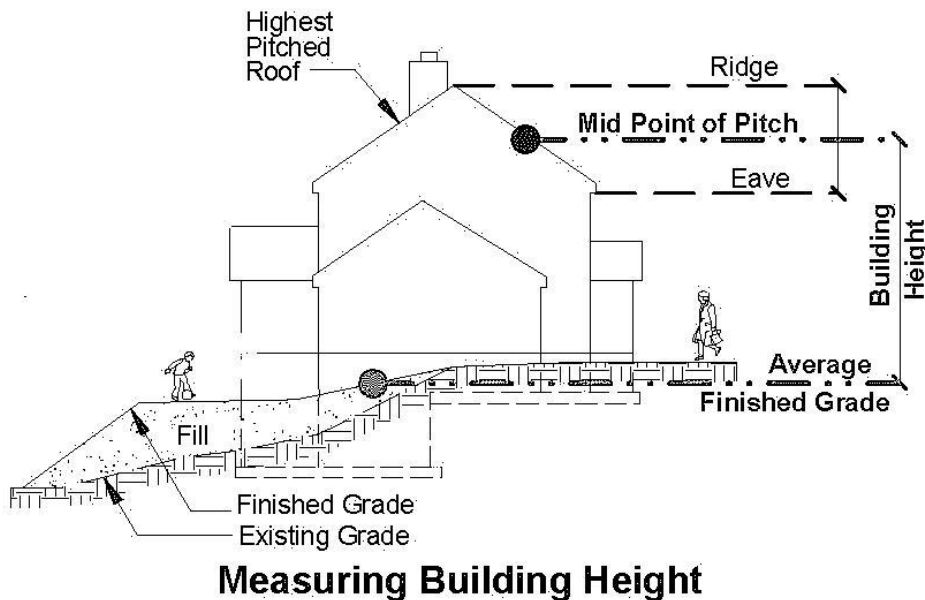 Highest
Pitched
Roof
Ridge
Mid Point of Pitch
Eave
Building
Height
Average
Finished Grade
Fill
Finished Grade
Existing Grade
Measuring Building Height